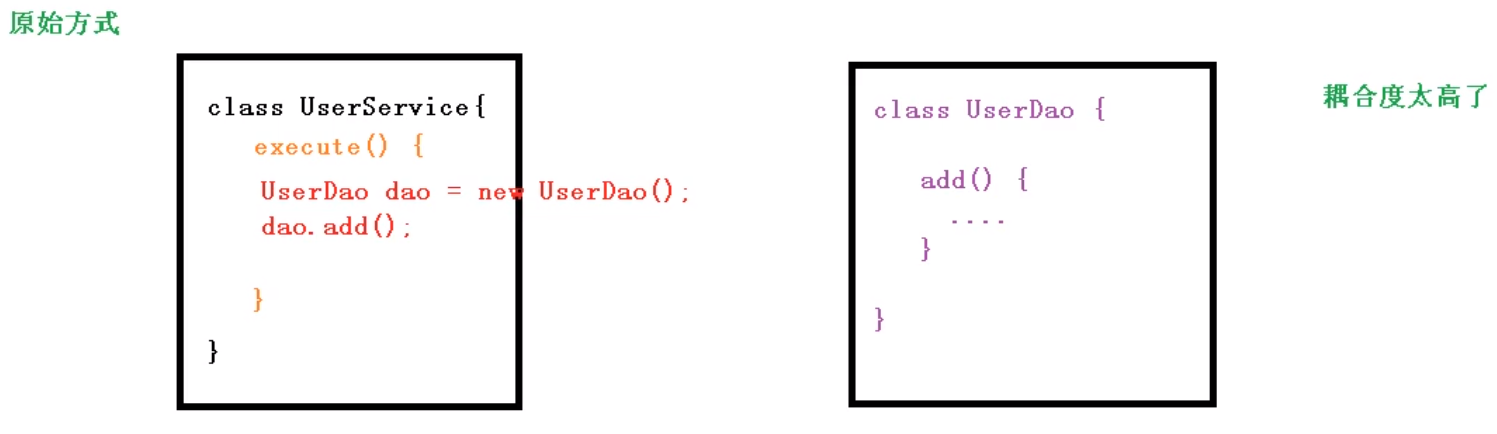 原始方式
class UserService{
execute() {
UserDao dao = new UserDao();
dao.add();
}
}
class UserDao {
add() {
....
}
}
耦合度太高了